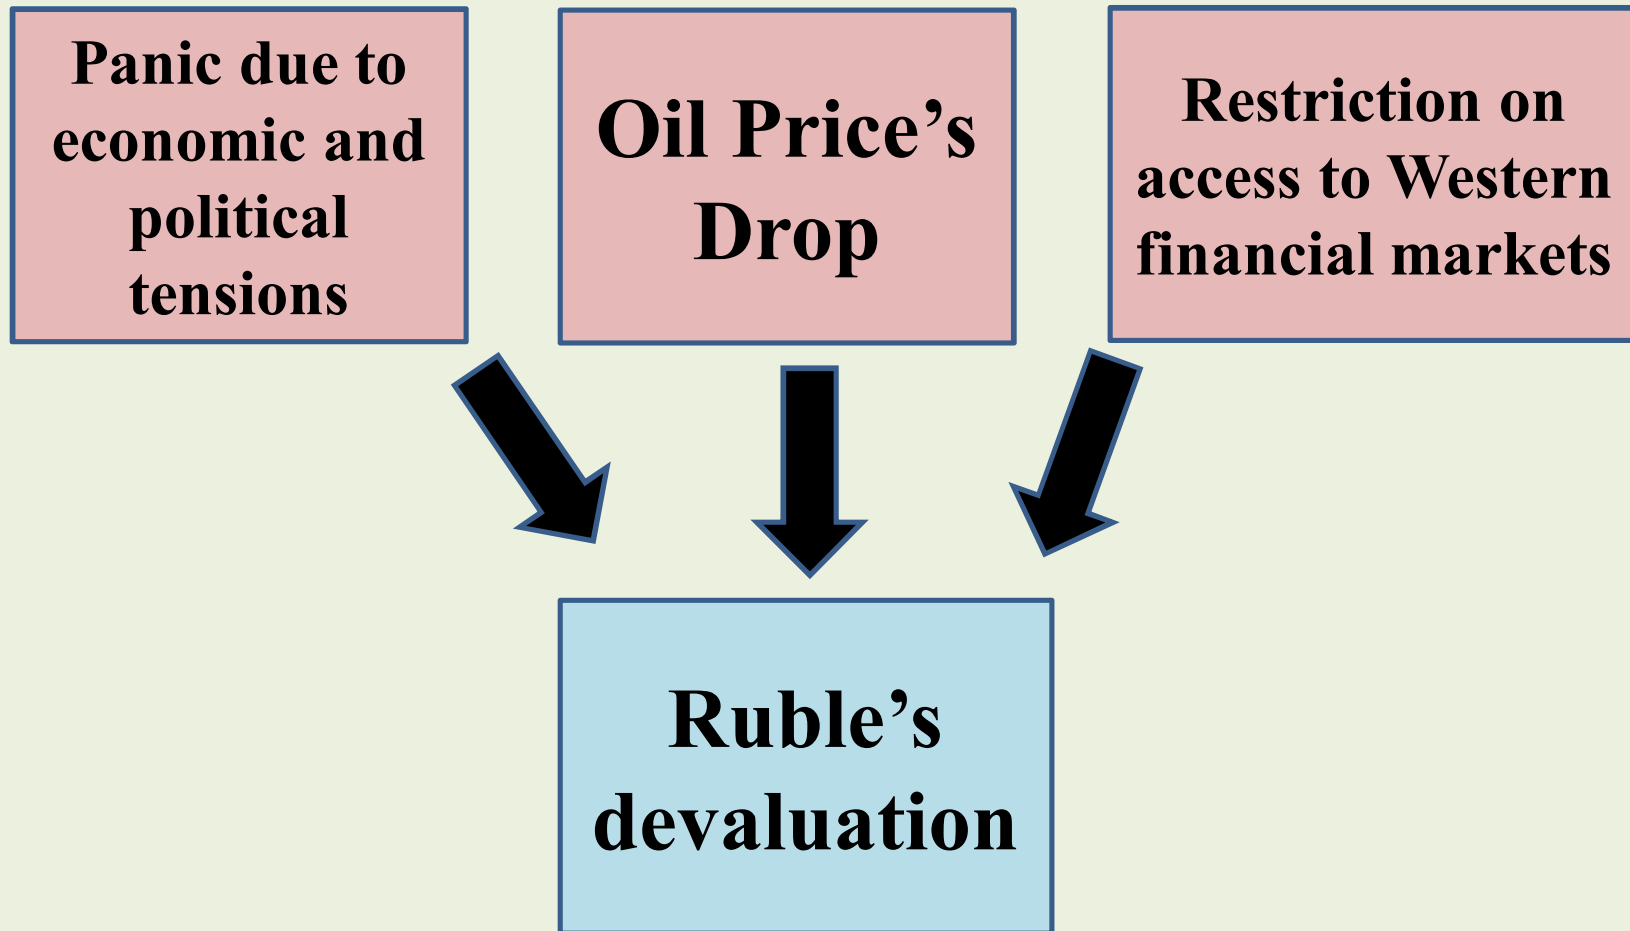 Panic due to
economic and
political
tensions
Oil Price’s
Drop
Restriction on
access to Western
financial markets
Ruble’s
devaluation